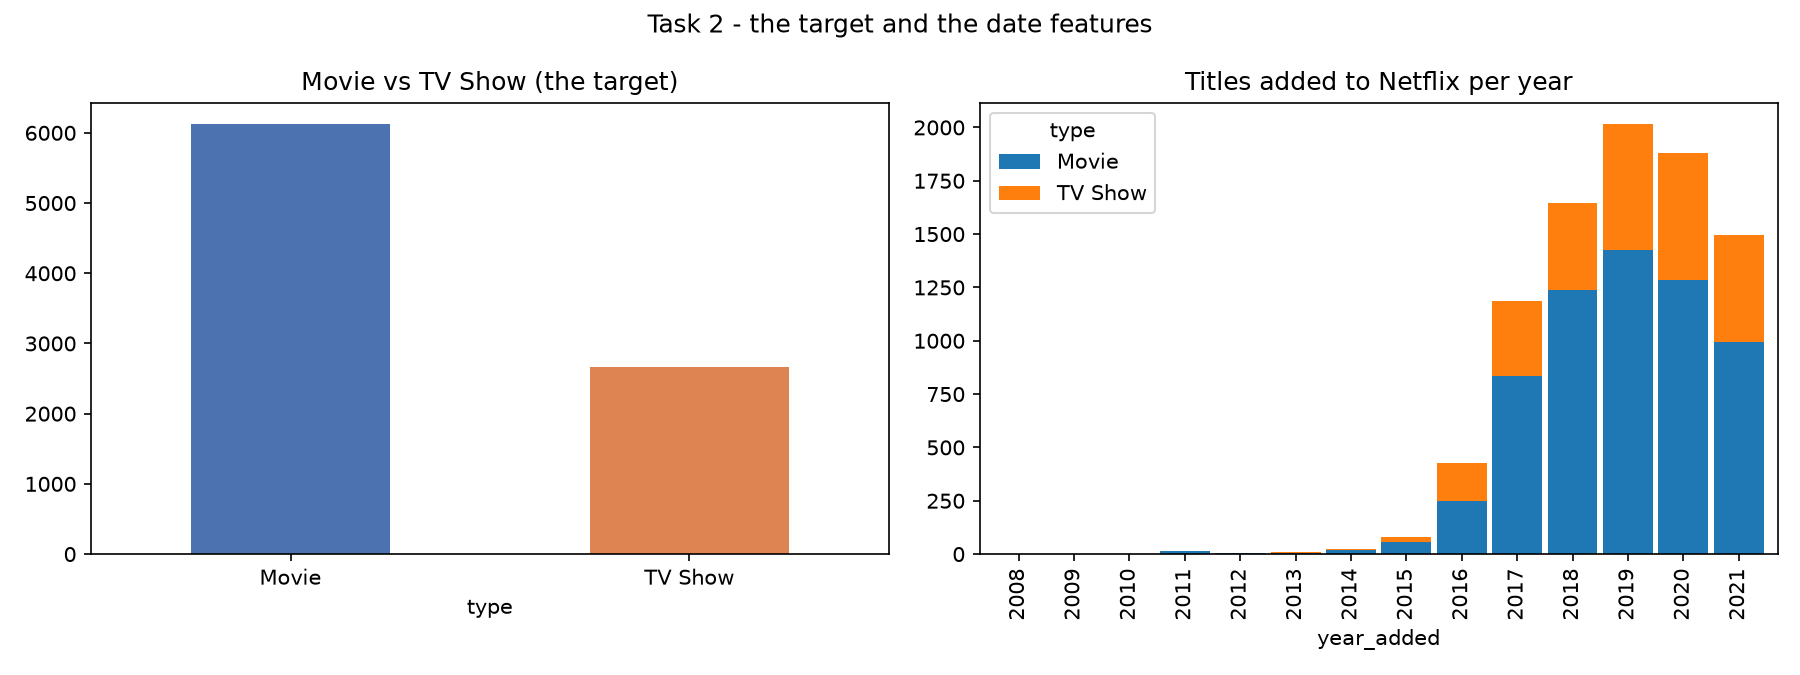 Task 2 - the target and the date features
Movie vs TV Show (the target)
6000
5000
4000
3000
2000
1000
0
Movie TV Show
type
Titles added to Netflix per year
type
Movie
TV Show
2000
1750
1500
1250
1000
750
500
250
0
2008 2009 2010 2011 2012 2013 2014 2015 2016 2017 2018 2019 2020 2021
year_added